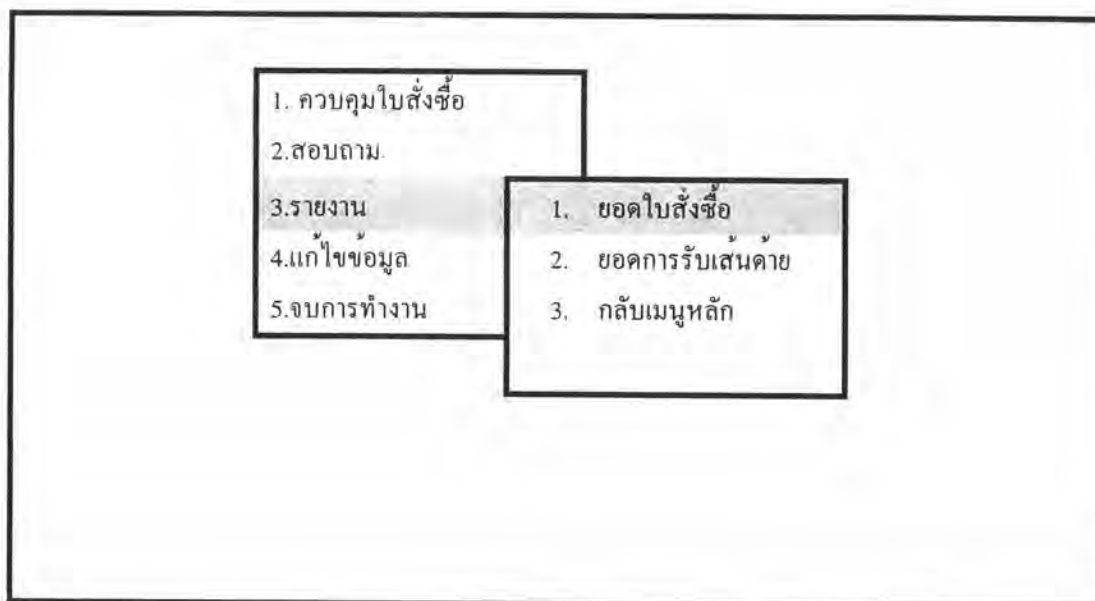 1. ควบคุมใบสั่งซื้อ
2.สอบถาม
3.รายงาน
4.แก้ไขข้อมูล
5.จบการทำงาน
1. ยอดใบสั่งซื้อ
2. ยอดการรับเส้นด้าย
3. กลับเมนูหลัก